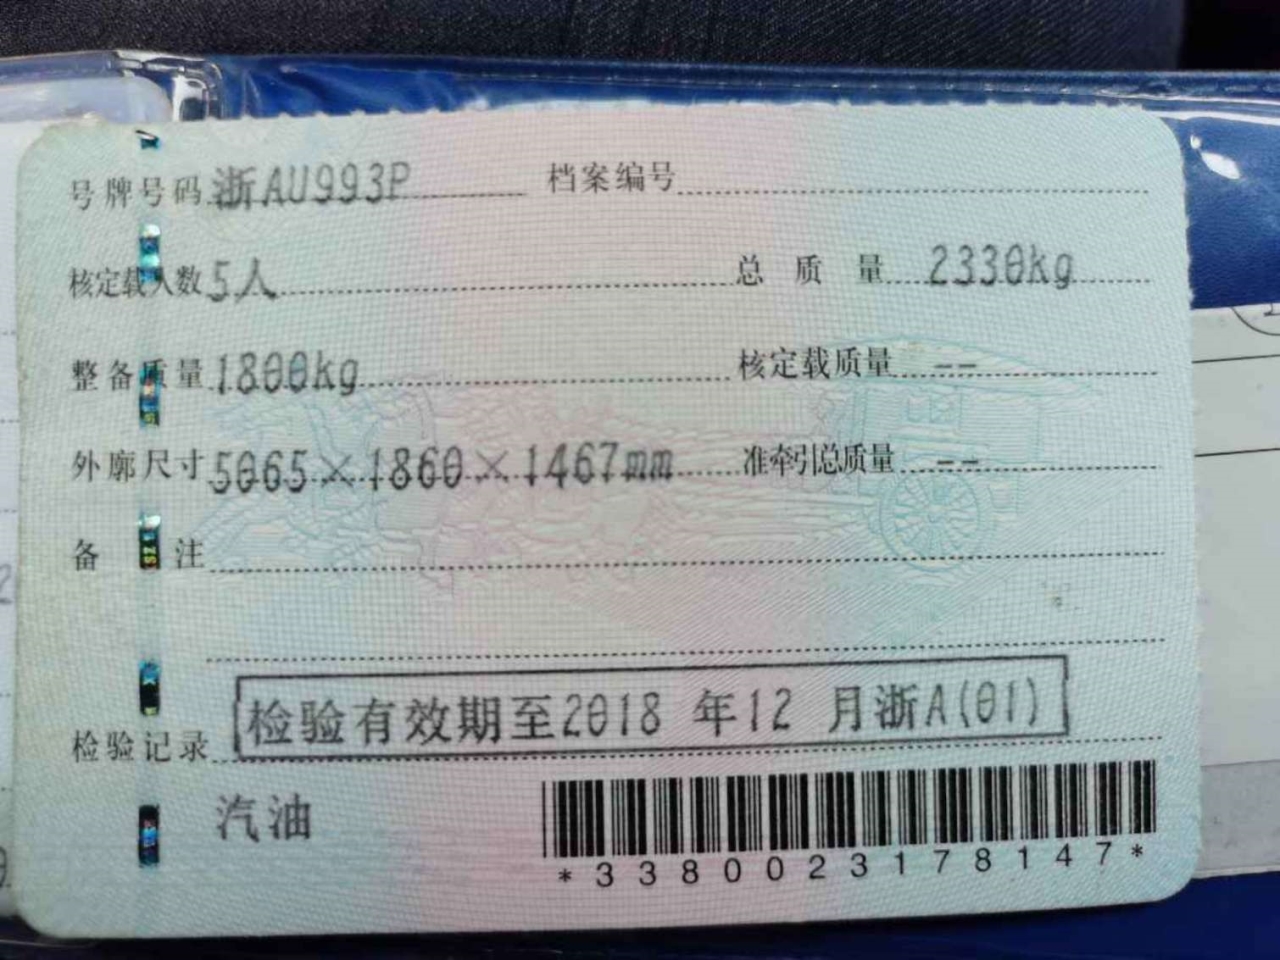 号牌号码 浙AU993P 档案编号
核定载人数 5人 总质量 2330kg
整备质量 1800kg 核定载质量 --
外廓尺寸 5065×1860×1467mm 准牵引总质量 --
备注
检验记录 检验有效期至2018 年12 月浙A(01)
汽油
*3380023178147*